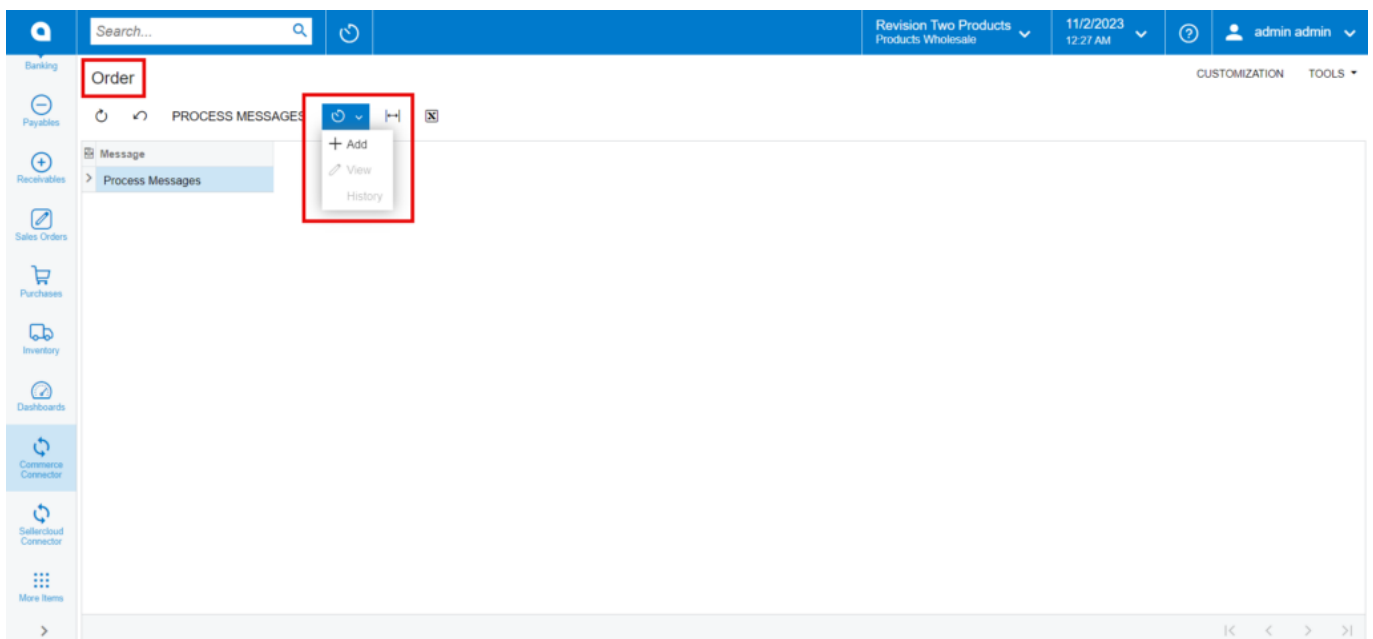 Search...
Revision Two Products
Products Wholesale
11/2/2023
12:27 AM
admin admin
Banking
Order
CUSTOMIZATION TOOLS
Payables
PROCESS MESSAGES
Add
Message
View
Receivables
Process Messages
History
Sales Orders
Purchases
Inventory
Dashboards
Commerce
Connector
Sellercloud
Connector
More Items